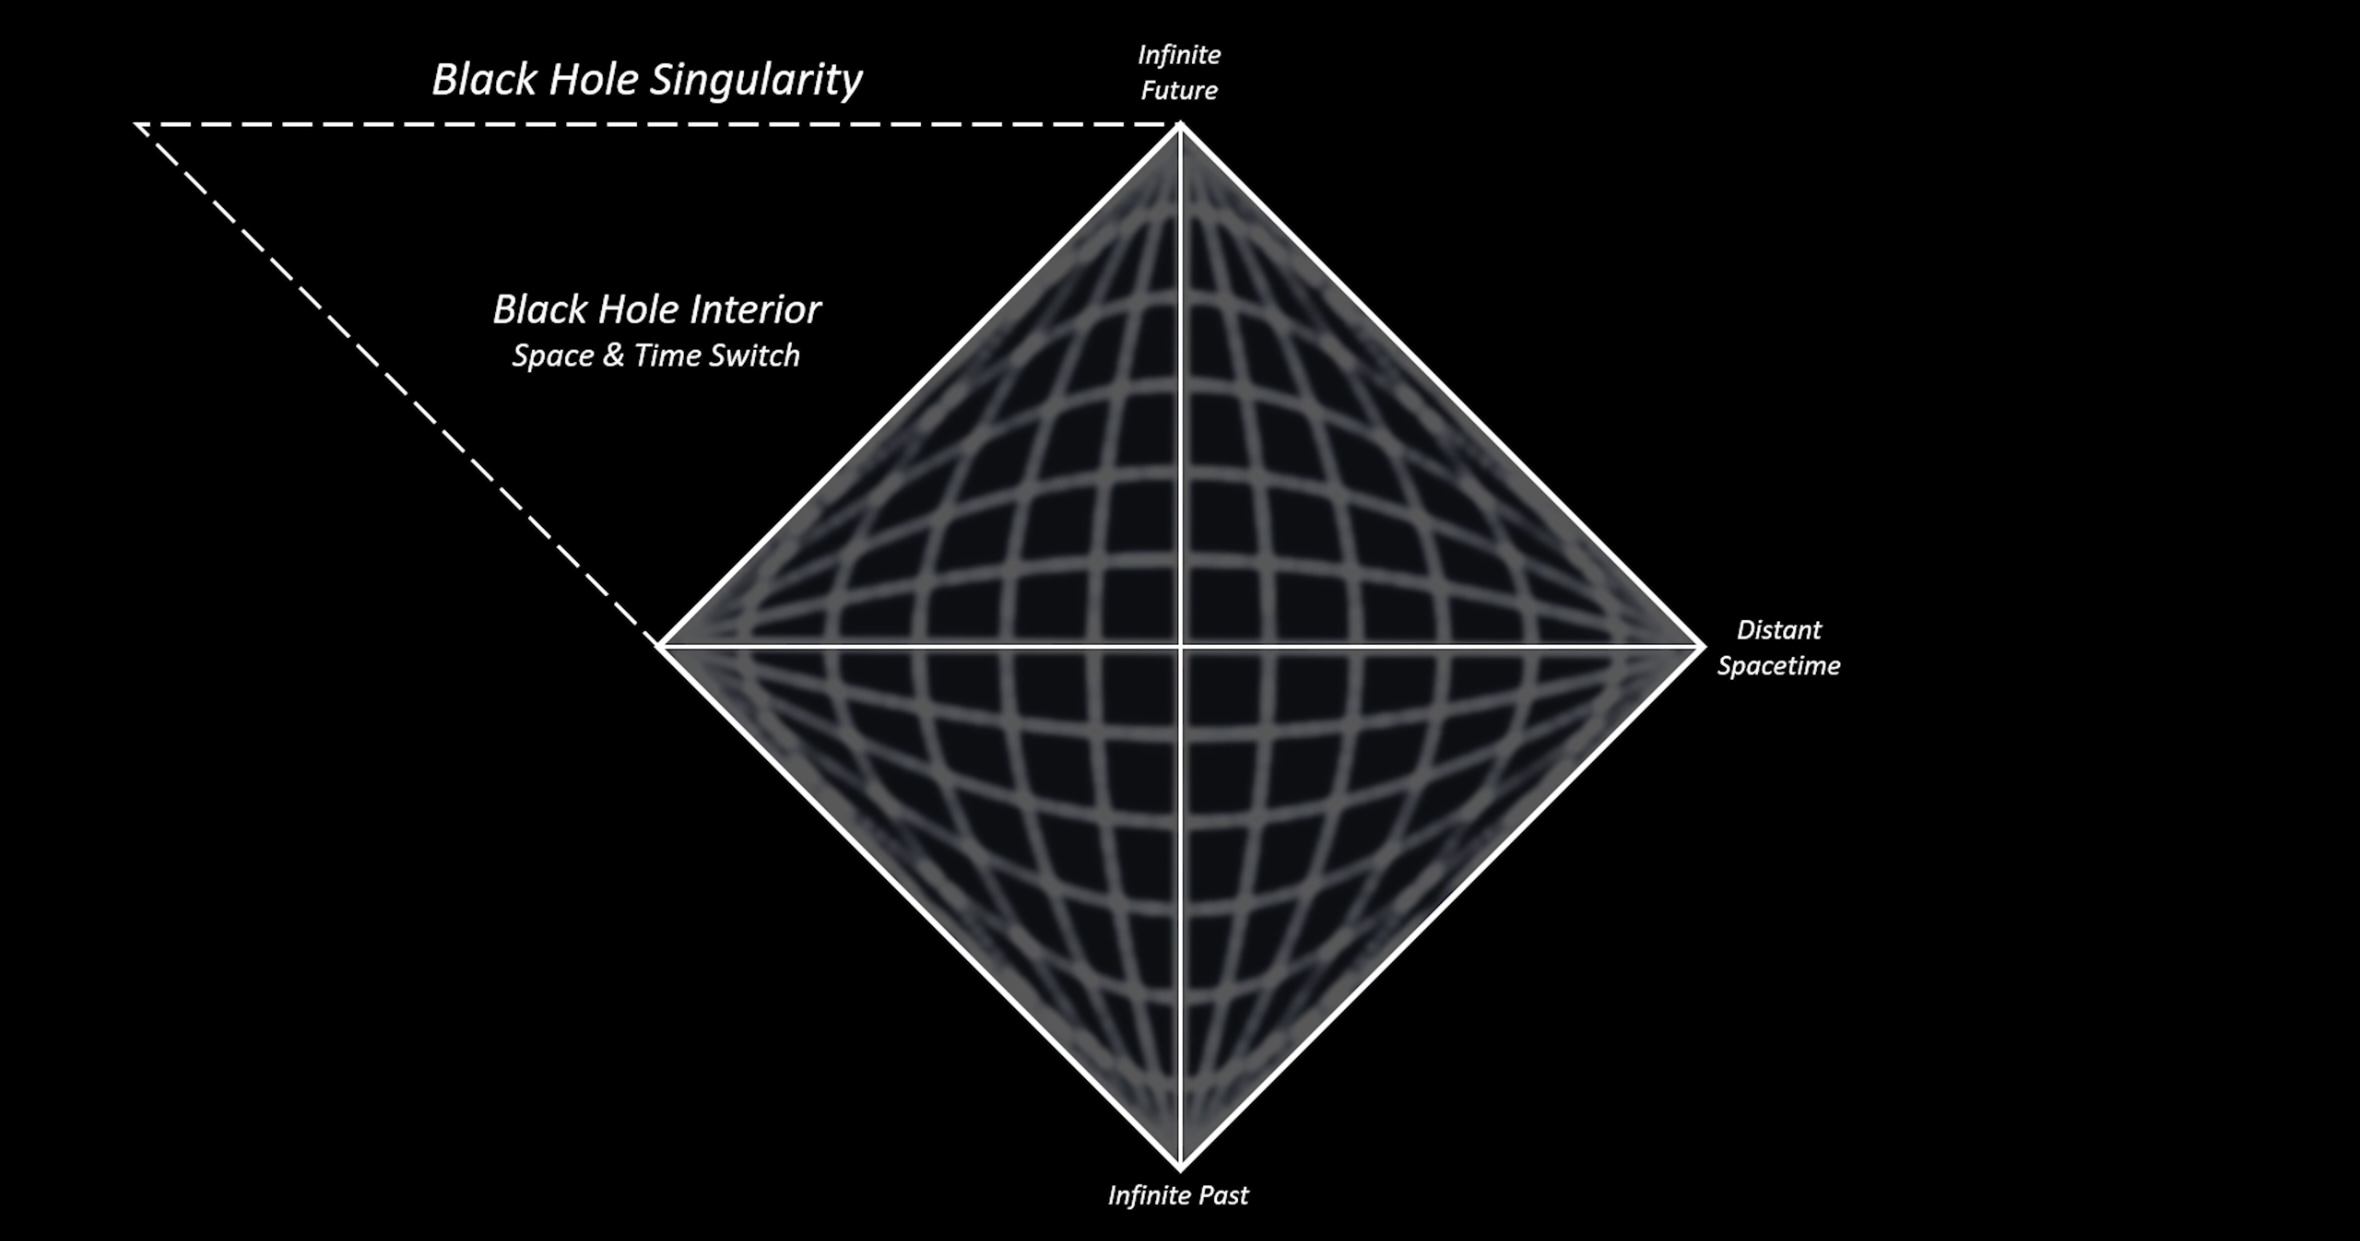 Infinite
Future
Black Hole Singularity
Black Hole Interior
Space & Time Switch
Distant
Spacetime
Infinite Past